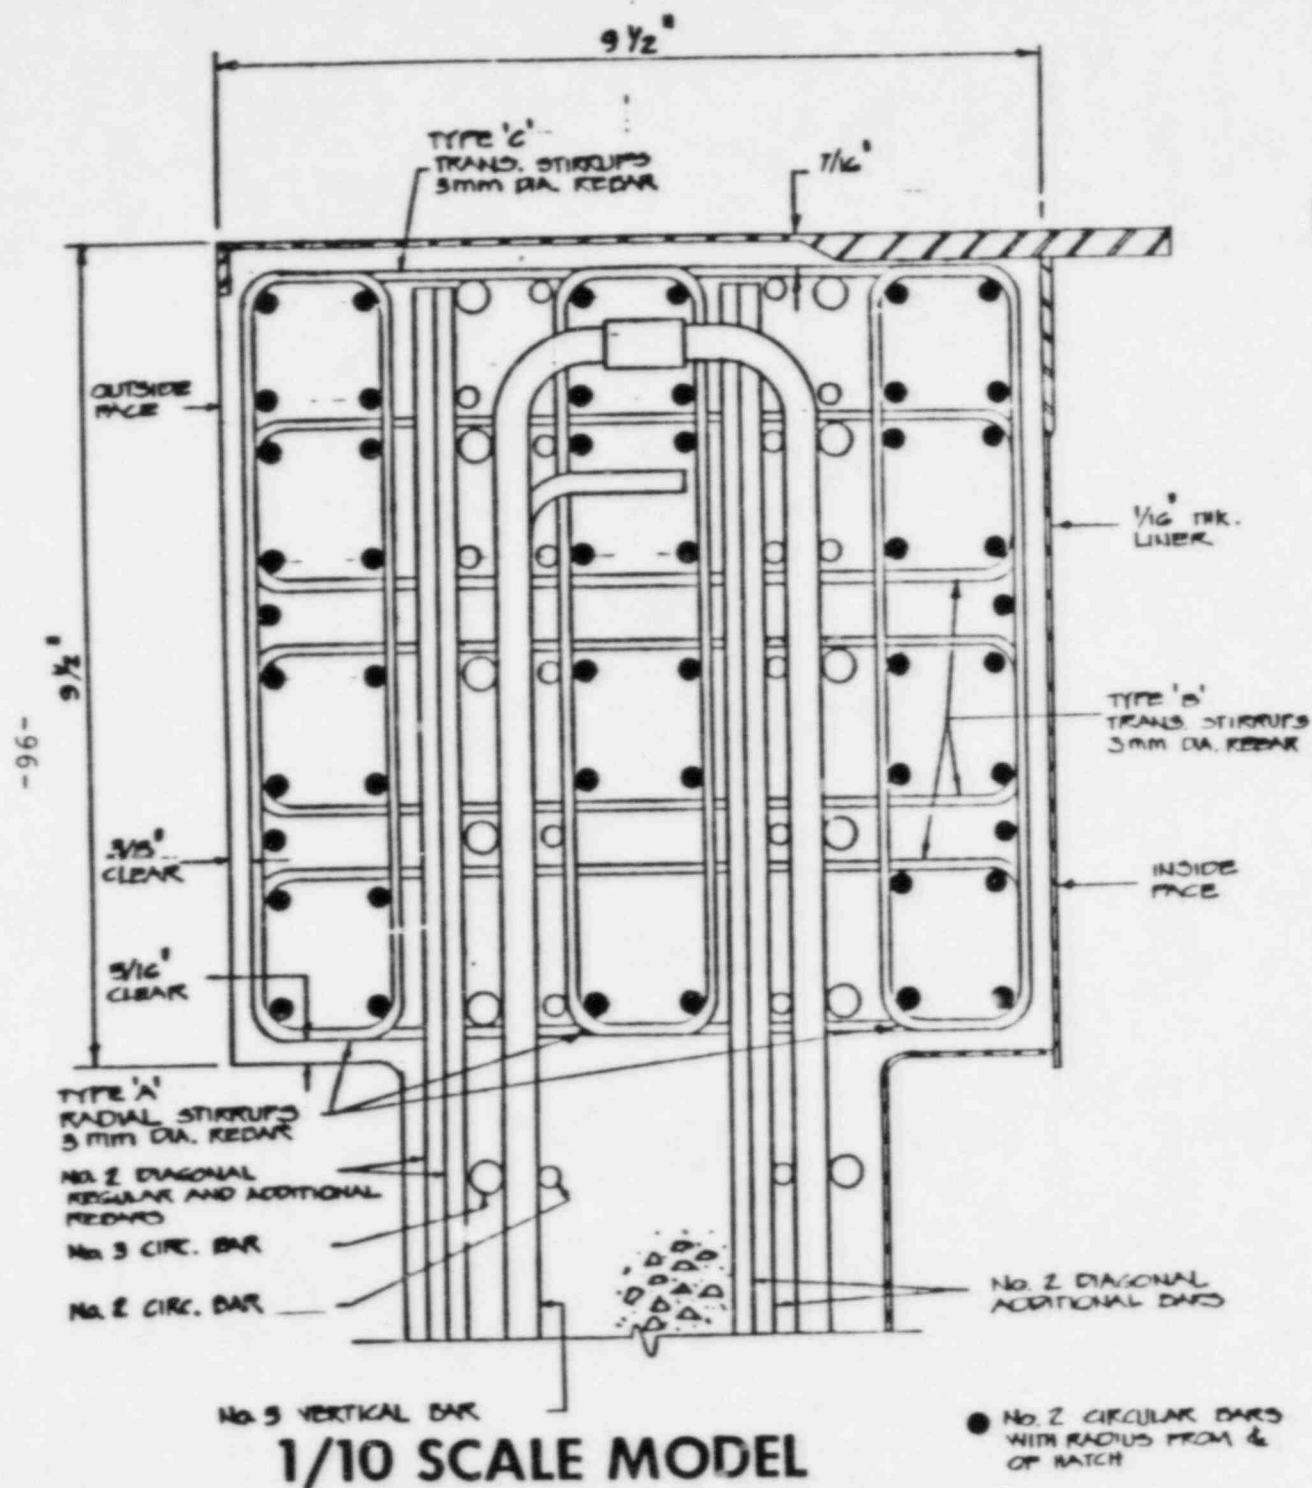 9 1/2"
TYPE 'C'
TRANS. STIRRUPS
3mm DIA. REBAR
7/16"
OUTSIDE
FACE
1/16" THK.
LINER
9 1/2"
-96-
TYPE 'B'
TRANS. STIRRUPS
3mm DIA. REBAR
3/8"
CLEAR
INSIDE
FACE
5/16"
CLEAR
TYPE 'A'
RADIAL STIRRUPS
3 mm DIA. REBAR
No. 2 DIAGONAL
REGULAR AND ADDITIONAL
REBARS
No. 3 CIRC. BAR
No. 2 CIRC. BAR
No. 2 DIAGONAL
ADDITIONAL BARS
No. 3 VERTICAL BAR
1/10 SCALE MODEL
No. 2 CIRCULAR BARS
WITH RADIUS FROM ℄
OF HATCH